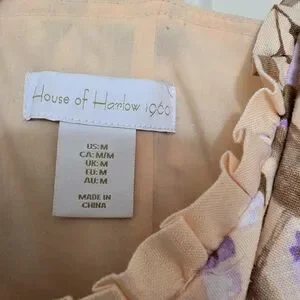 House of Harlow 1960
US: M
CA: M/M
UK: M
EU: M
AU: M
MADE IN
CHINA